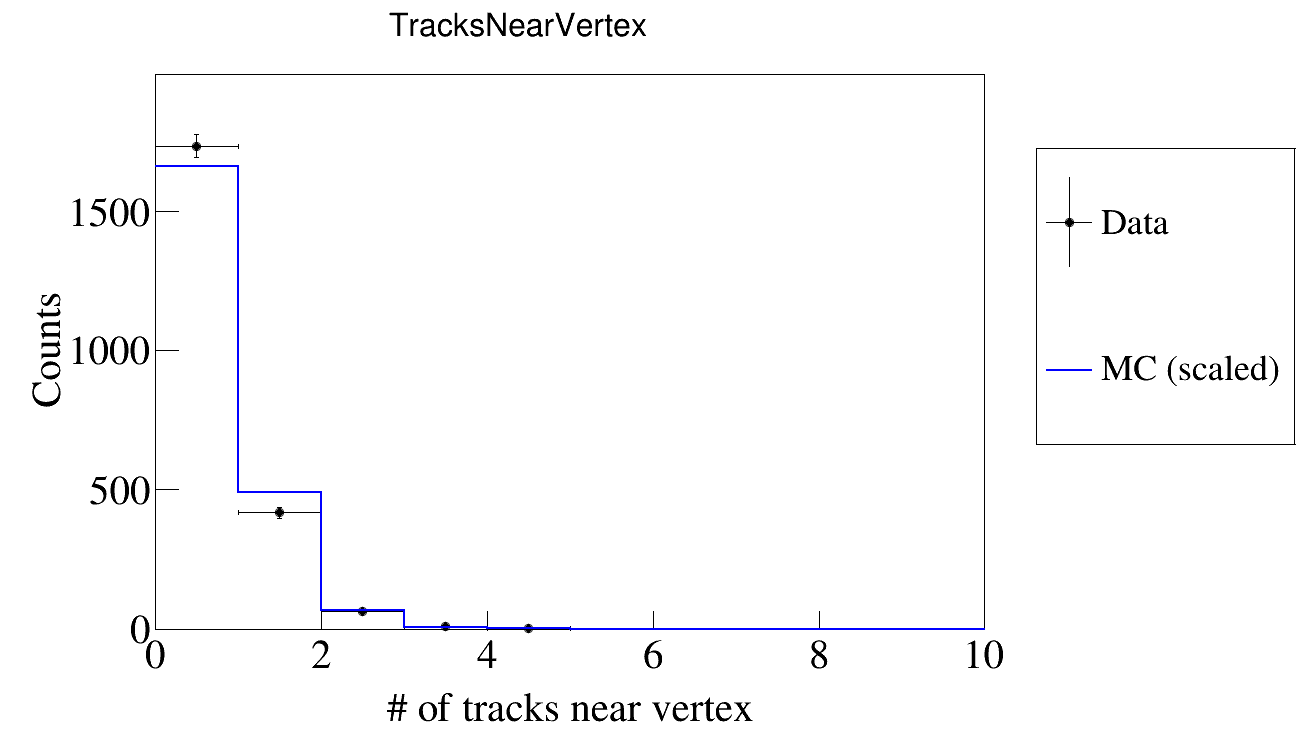 TracksNearVertex
1500
1000
500
0
Counts
0 2 4 6 8 10
# of tracks near vertex
Data
MC (scaled)